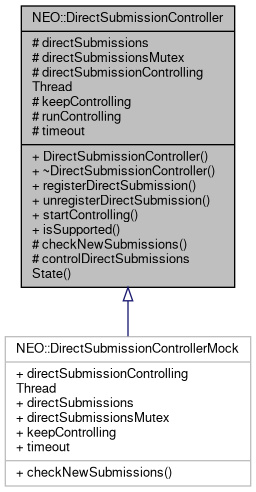 NEO::DirectSubmissionController
# directSubmissions
# directSubmissionsMutex
# directSubmissionControlling
Thread
# keepControlling
# runControlling
# timeout
+ DirectSubmissionController()
+ ~DirectSubmissionController()
+ registerDirectSubmission()
+ unregisterDirectSubmission()
+ startControlling()
+ isSupported()
# checkNewSubmissions()
# controlDirectSubmissions
State()
NEO::DirectSubmissionControllerMock
+ directSubmissionControlling
Thread
+ directSubmissions
+ directSubmissionsMutex
+ keepControlling
+ timeout
+ checkNewSubmissions()